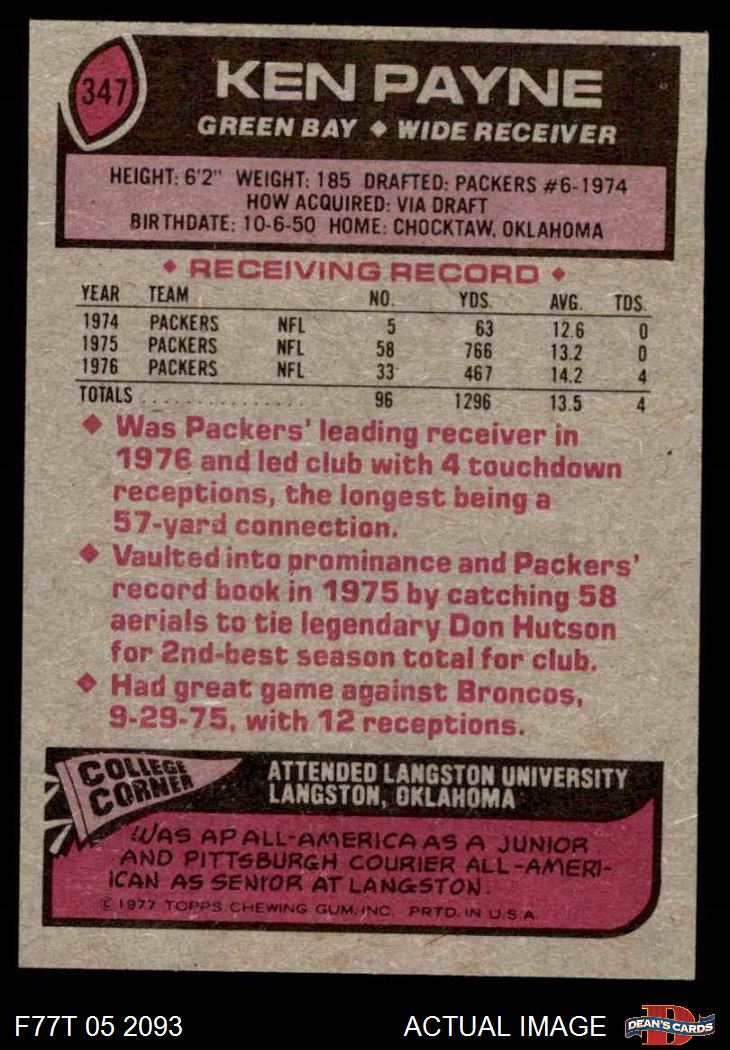 347
KEN PAYNE
GREEN BAY ♦ WIDE RECEIVER
HEIGHT: 6'2" WEIGHT: 185 DRAFTED: PACKERS #6-1974
HOW ACQUIRED: VIA DRAFT
BIRTHDATE: 10-6-50 HOME: CHOCKTAW, OKLAHOMA
♦ RECEIVING RECORD ♦
YEAR TEAM NO. YDS. AVG. TDS.
1974 PACKERS NFL 5 63 12.6 0
1975 PACKERS NFL 58 766 13.2 0
1976 PACKERS NFL 33 467 14.2 4
TOTALS . . . . . . . . . . . . . . . . 96 1296 13.5 4
♦ Was Packers' leading receiver in
1976 and led club with 4 touchdown
receptions, the longest being a
57-yard connection.
♦ Vaulted into prominance and Packers'
record book in 1975 by catching 58
aerials to tie legendary Don Hutson
for 2nd-best season total for club.
♦ Had great game against Broncos,
9-29-75, with 12 receptions.
COLLEGE
CORNER
ATTENDED LANGSTON UNIVERSITY
LANGSTON, OKLAHOMA
WAS AP ALL-AMERICA AS A JUNIOR
AND PITTSBURGH COURIER ALL-AMERI-
ICAN AS SENIOR AT LANGSTON.
© 1977 TOPPS CHEWING GUM, INC. PRTD. IN U.S.A.
F77T 05 2093
ACTUAL IMAGE
D
DEAN'S CARDS